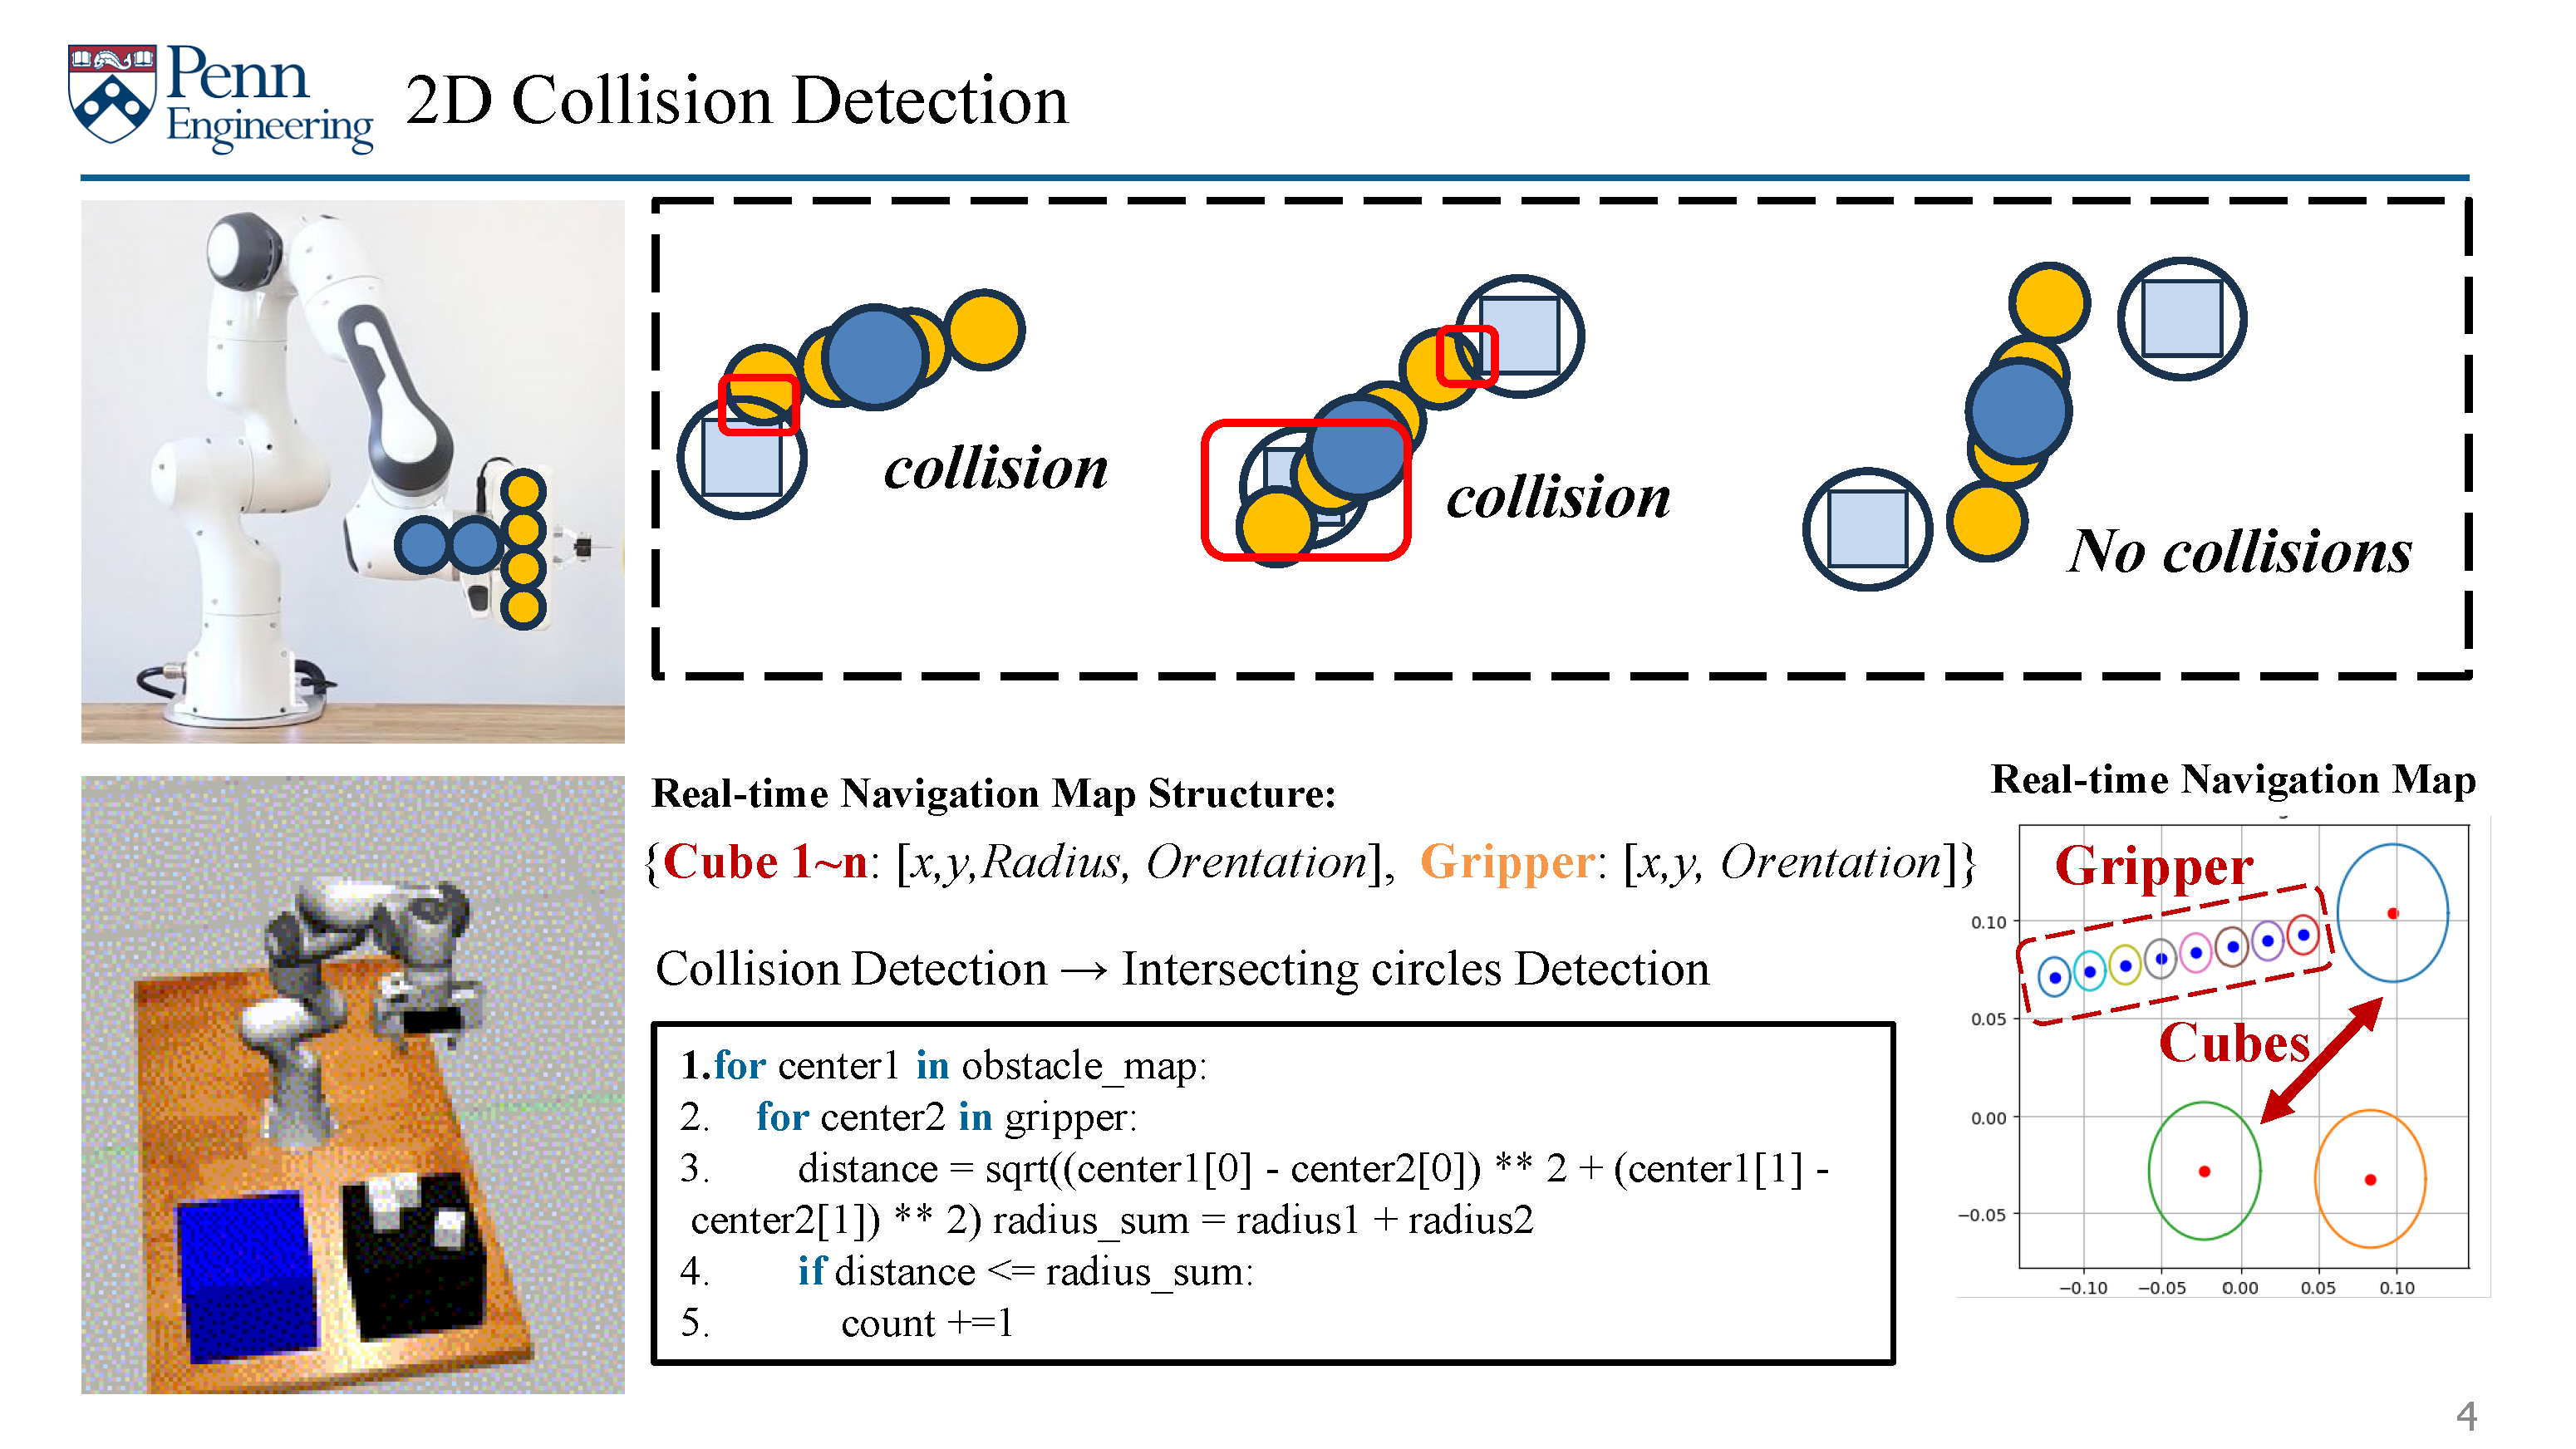 Penn
Engineering
2D Collision Detection
collision
collision
No collisions
Real-time Navigation Map Structure:
{Cube 1~n: [x,y,Radius, Orentation], Gripper: [x,y, Orentation]}
Collision Detection → Intersecting circles Detection
1.for center1 in obstacle_map:
2. for center2 in gripper:
3. distance = sqrt((center1[0] - center2[0]) ** 2 + (center1[1] -
center2[1]) ** 2) radius_sum = radius1 + radius2
4. if distance <= radius_sum:
5. count +=1
Real-time Navigation Map
Gripper
Cubes
0.10
0.05
0.00
−0.05
−0.10 −0.05 0.00 0.05 0.10
4